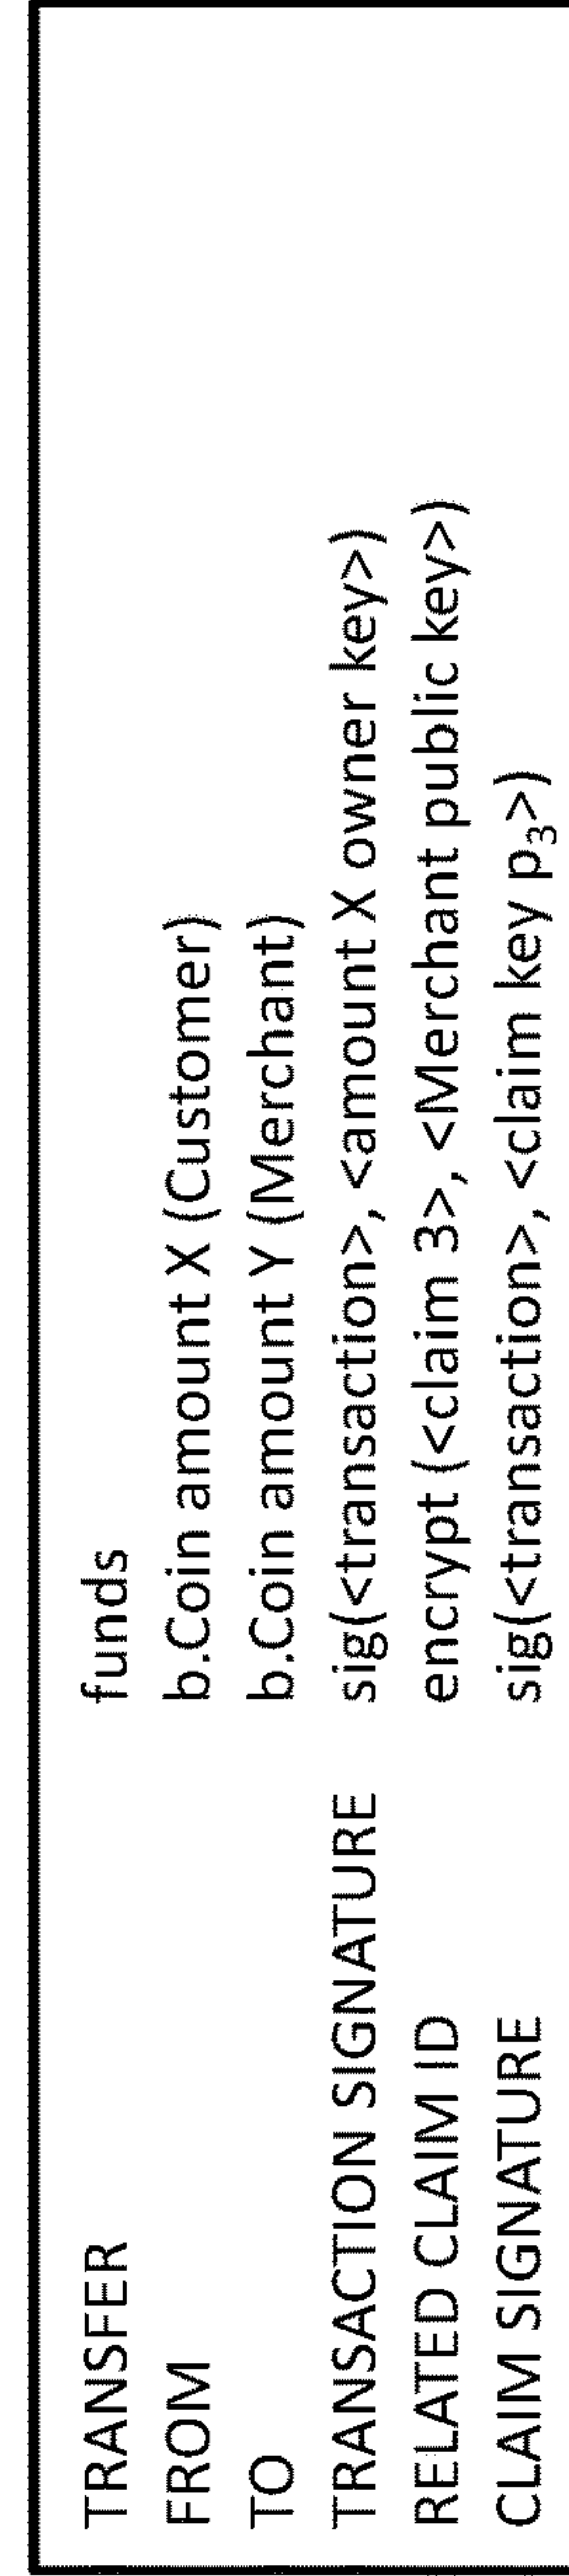 TRANSFER funds
FROM b.Coin amount X (Customer)
TO b.Coin amount Y (Merchant)
TRANSACTION SIGNATURE sig(<transaction>, <amount X owner key>)
RELATED CLAIM ID encrypt (<claim 3>, <Merchant public key>)
CLAIM SIGNATURE sig(<transaction>, <claim key p₃>)